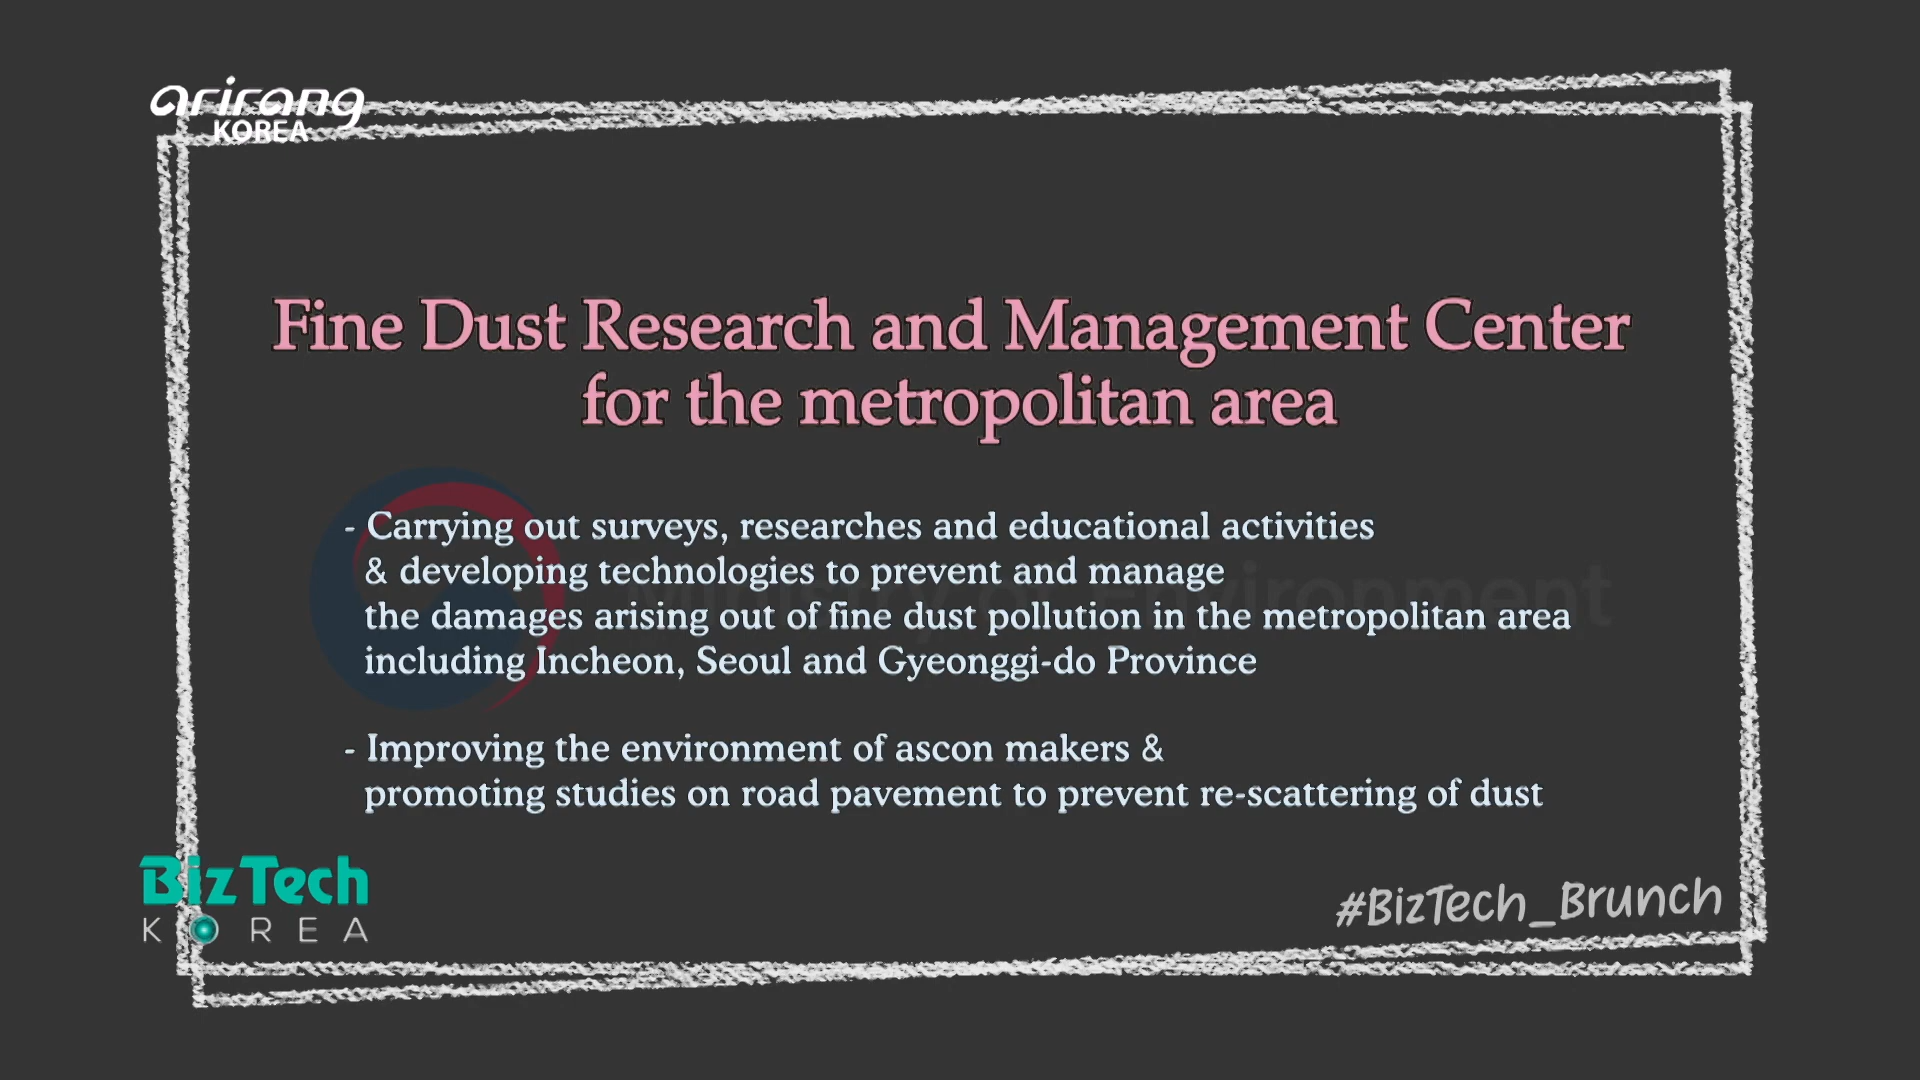 arirang
KOREA
Fine Dust Research and Management Center
for the metropolitan area
- Carrying out surveys, researches and educational activities
& developing technologies to prevent and manage
the damages arising out of fine dust pollution in the metropolitan area
including Incheon, Seoul and Gyeonggi-do Province
Ministry of Environment
- Improving the environment of ascon makers &
promoting studies on road pavement to prevent re-scattering of dust
BizTech
KOREA
#BizTech_Brunch